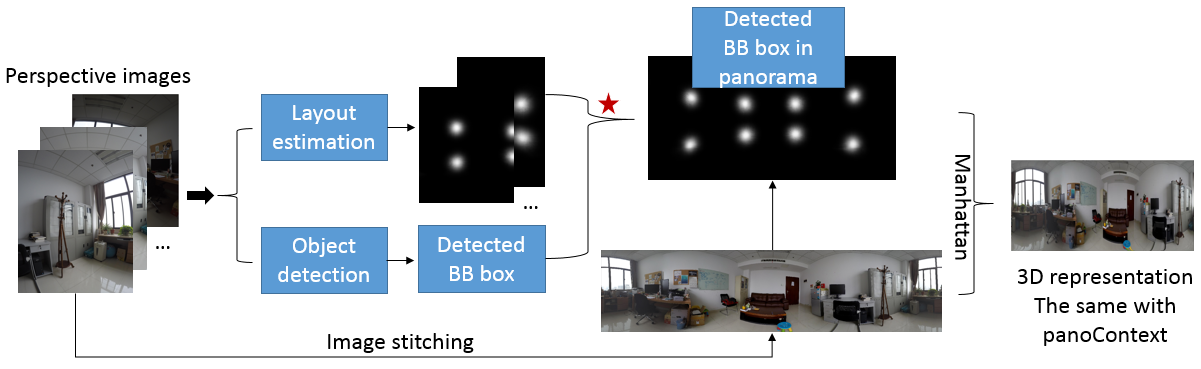 Perspective images
...
Layout
estimation
Object
detection
...
Detected
BB box
Detected
BB box in
panorama
Manhattan
Image stitching
3D representation
The same with
panoContext